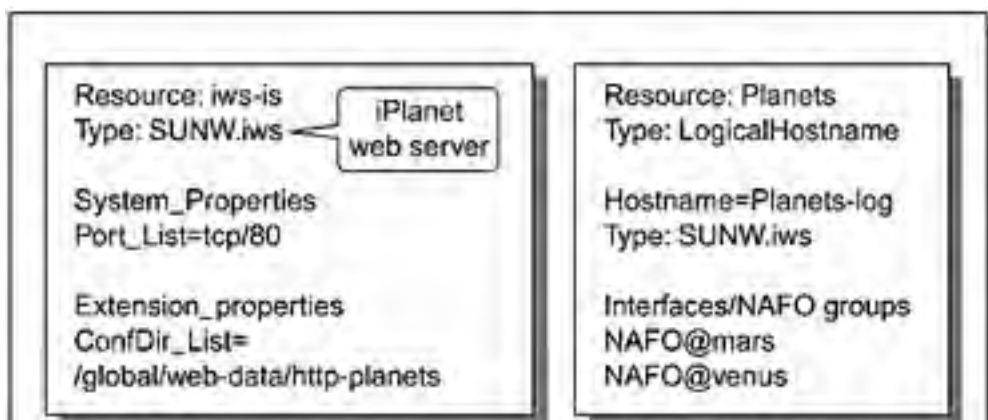 Resource: iws-is
Type: SUNW.iws
iPlanet
web server
System_Properties
Port_List=tcp/80
Extension_properties
ConfDir_List=
/global/web-data/http-planets
Resource: Planets
Type: LogicalHostname
Hostname=Planets-log
Type: SUNW.iws
Interfaces/NAFO groups
NAFO@mars
NAFO@venus